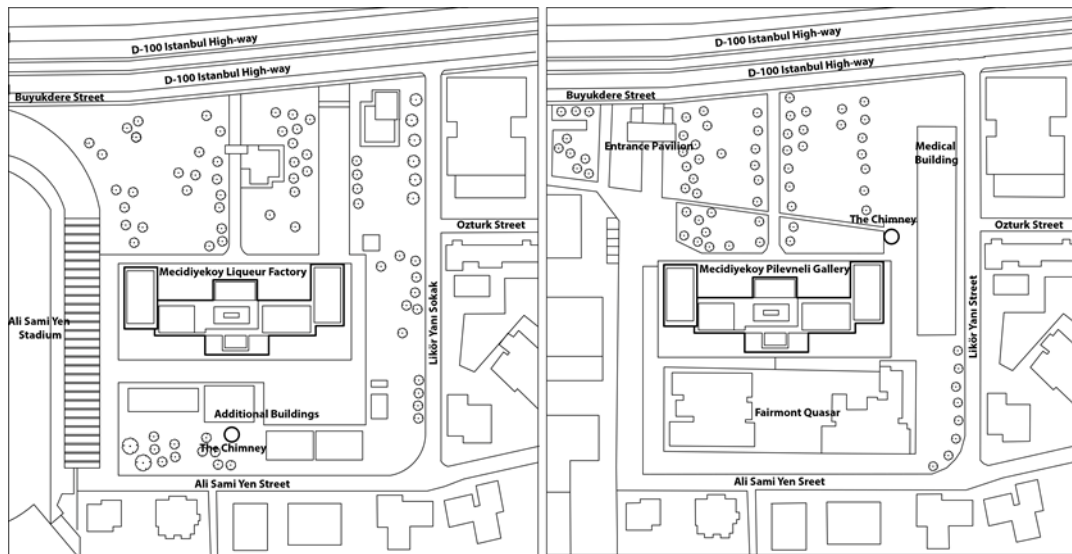 D-100 Istanbul High-way
D-100 Istanbul High-way
Buyukdere Street
Mecidiyekoy Liqueur Factory
Ozturk Street
Ali Sami Yen
Stadium
Likör Yanı Sokak
Additional Buildings
The Chimney
Ali Sami Yen Street
D-100 Istanbul High-way
D-100 Istanbul High-way
Buyukdere Street
Entrance Pavilion
Medical
Building
The Chimney
Ozturk Street
Mecidiyekoy Pilevneli Gallery
Likör Yanı Street
Fairmont Quasar
Ali Sami Yen Sreet